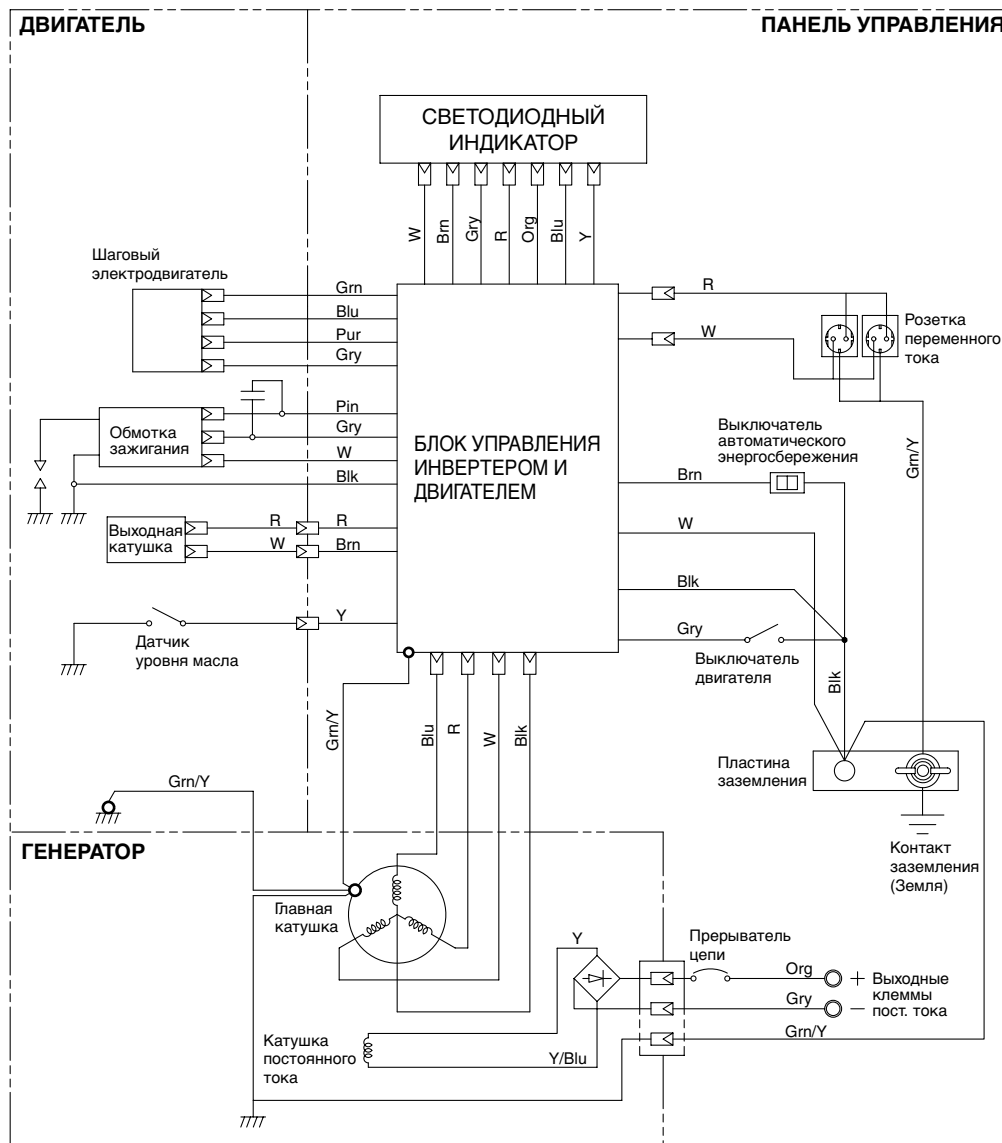 ДВИГАТЕЛЬ
ПАНЕЛЬ УПРАВЛЕНИЯ
СВЕТОДИОДНЫЙ
ИНДИКАТОР
W
Brn
Gry
R
Org
Blu
Y
Шаговый
электродвигатель
Grn
Blu
Pur
Gry
R
W
Розетка
переменного
тока
Обмотка
зажигания
Pin
Gry
W
Blk
БЛОК УПРАВЛЕНИЯ
ИНВЕРТЕРОМ И
ДВИГАТЕЛЕМ
Выключатель
автоматического
энергосбережения
Brn
Grn/Y
Выходная
катушка
R
R
W
Brn
W
Blk
Y
Датчик
уровня масла
Gry
Выключатель
двигателя
Blk
Grn/Y
Blu
R
W
Blk
Пластина
заземления
Grn/Y
Контакт
заземления
(Земля)
ГЕНЕРАТОР
Главная
катушка
Y
Прерыватель
цепи
Org
+
Выходные
клеммы
пост. тока
Gry
−
Grn/Y
Катушка
постоянного
тока
Y/Blu